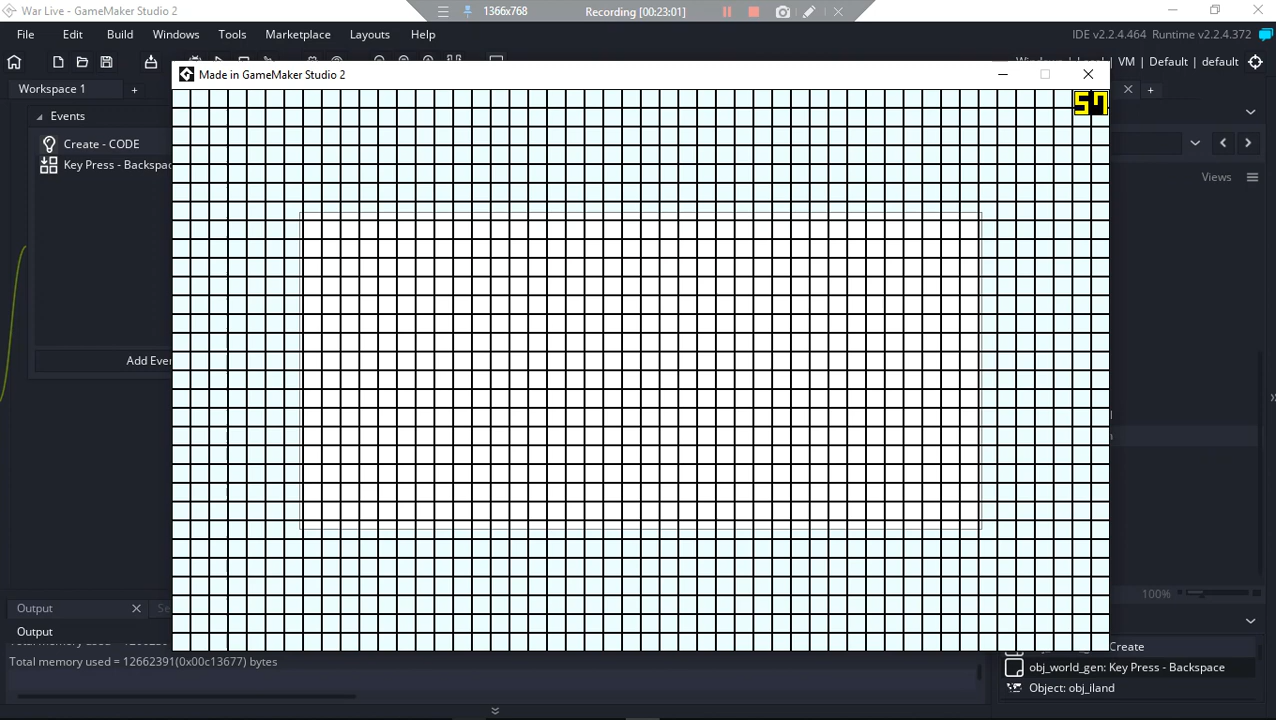 War Live - GameMaker Studio 2
1366x768
Recording [00:23:01]
File Edit Build Windows Tools Marketplace Layouts Help
IDE v2.2.4.464 Runtime v2.2.4.372
Local | VM | Default | default
Workspace 1
Made in GameMaker Studio 2
57
Events
Create - CODE
Key Press - Backspac
Views
Add Eve
100%
Output
Output
Total memory used = 12662391(0x00c13677) bytes
Create
obj_world_gen: Key Press - Backspace
Object: obj_iland